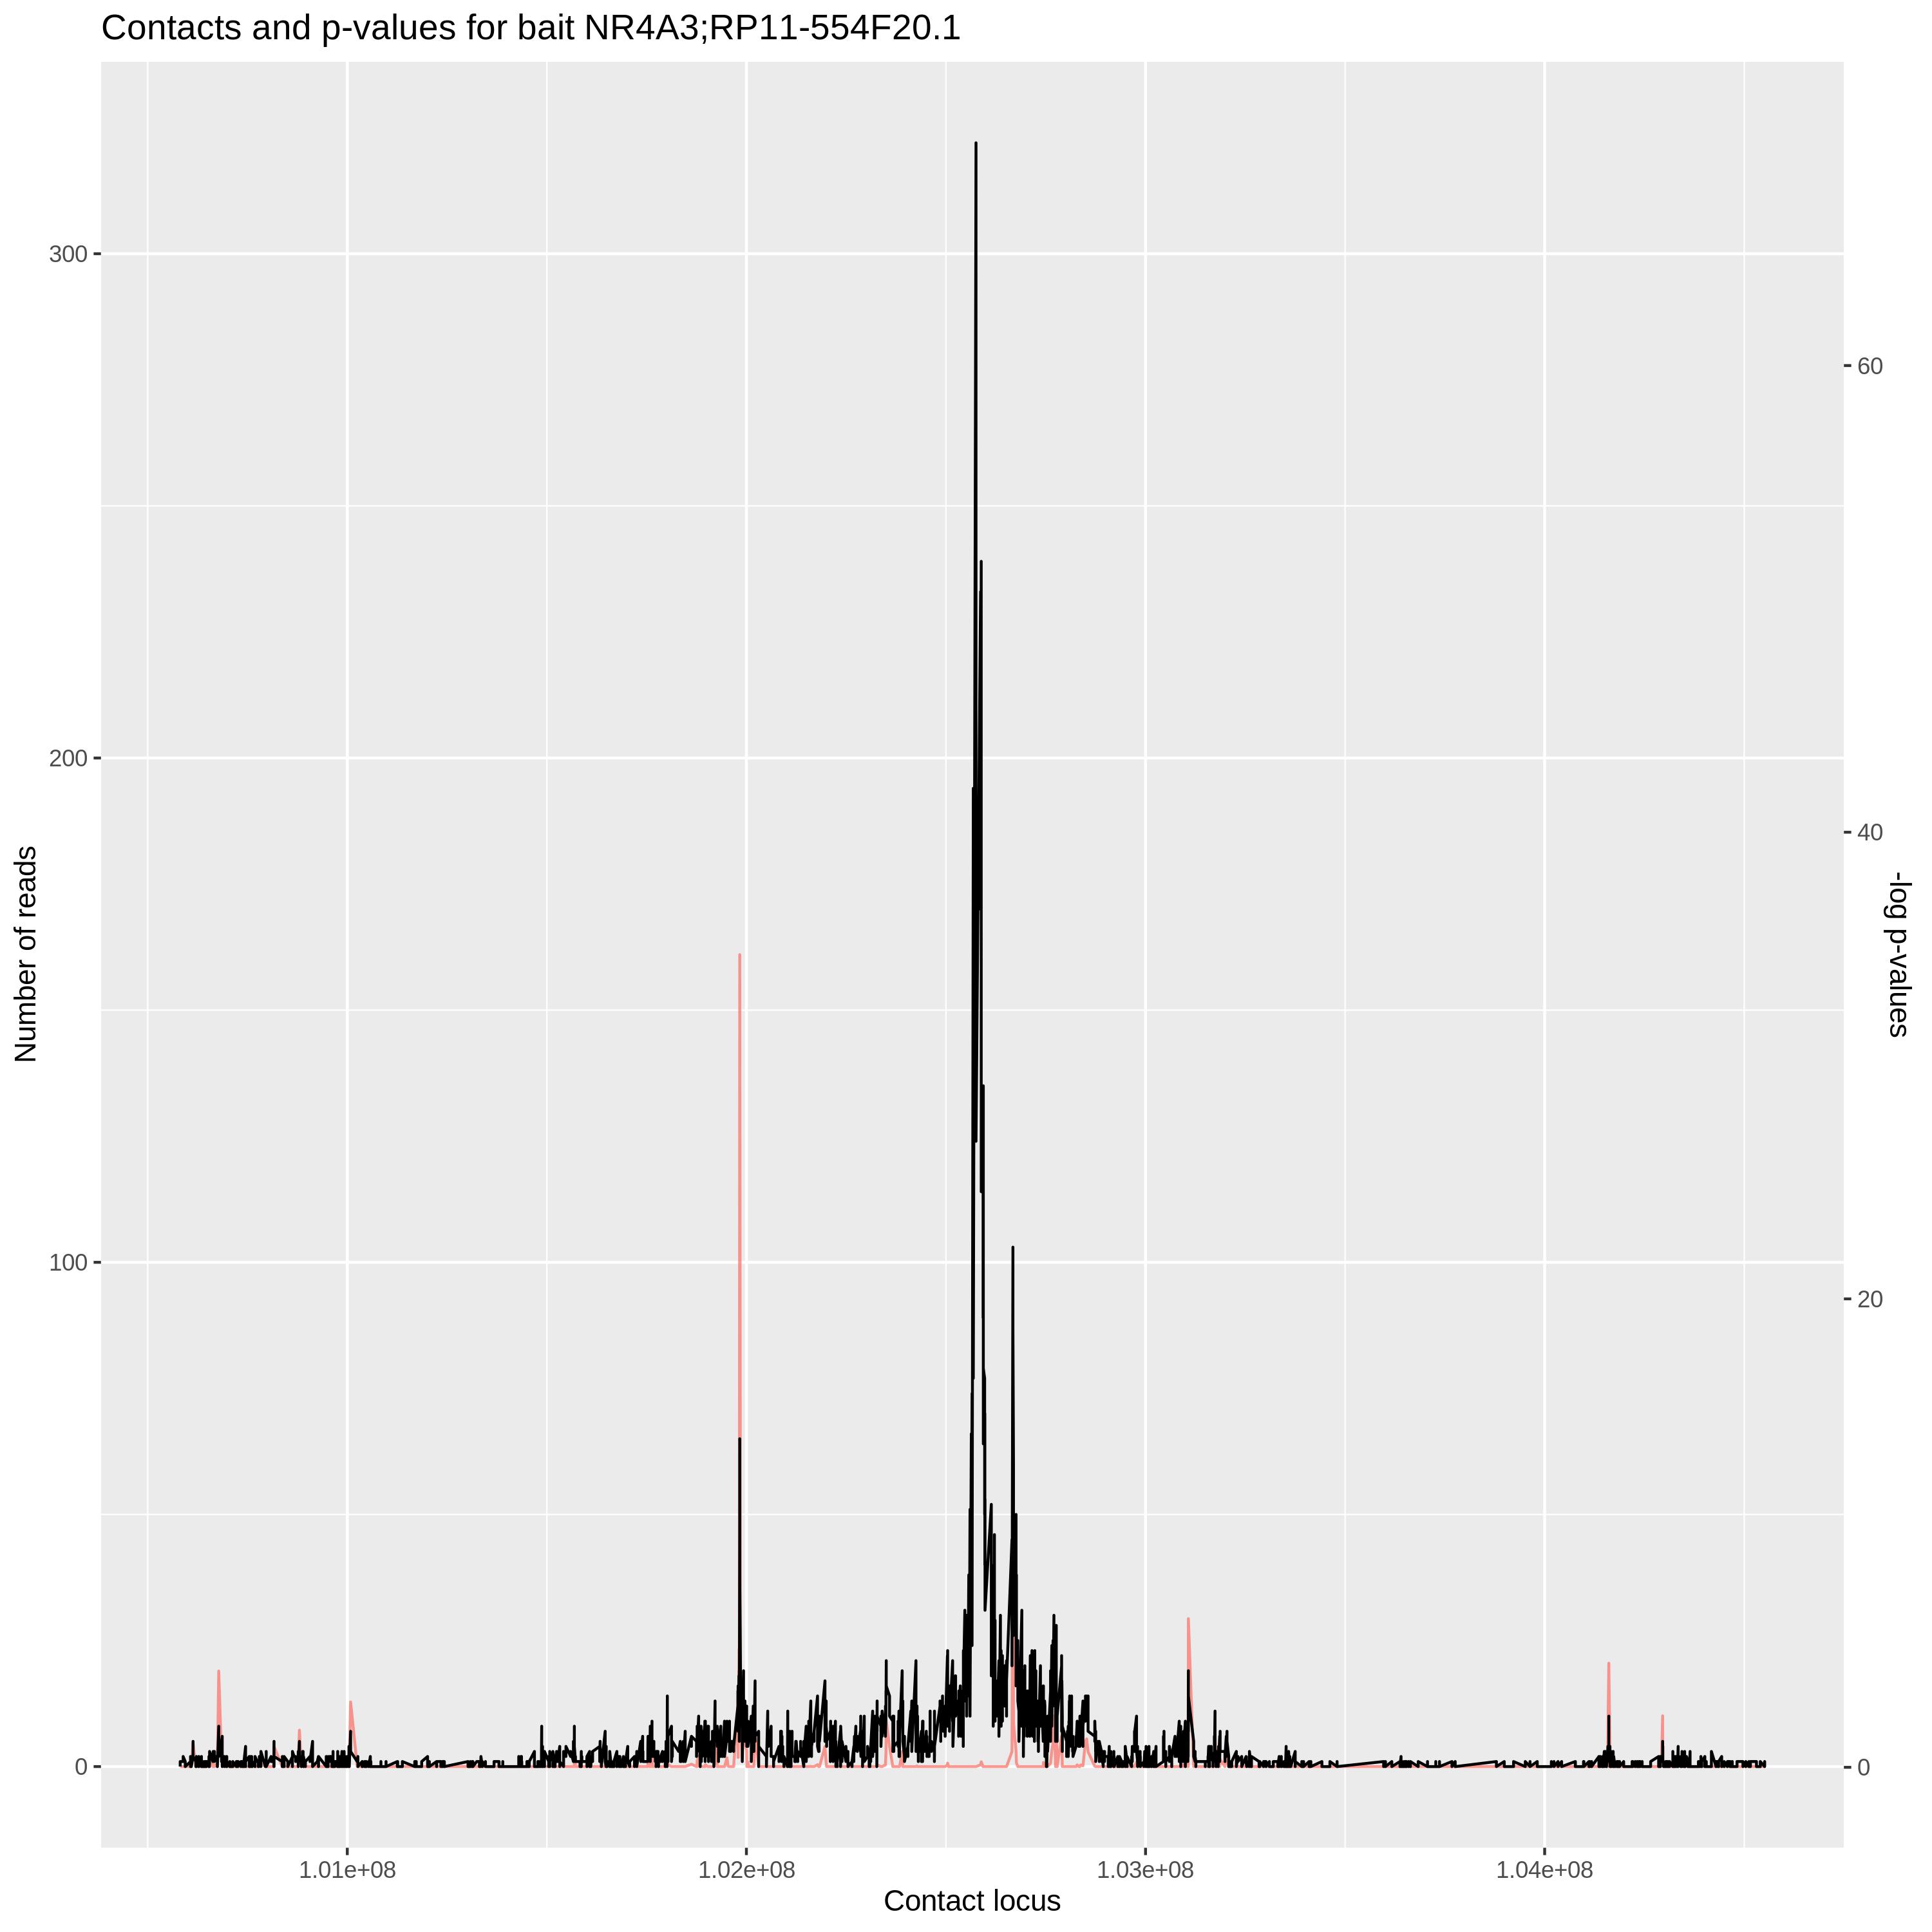 Contacts and p-values for bait NR4A3;RP11-554F20.1
Number of reads
300
200
100
0
60
40
20
0
-log p-values
1.01e+08 1.02e+08 1.03e+08 1.04e+08
Contact locus